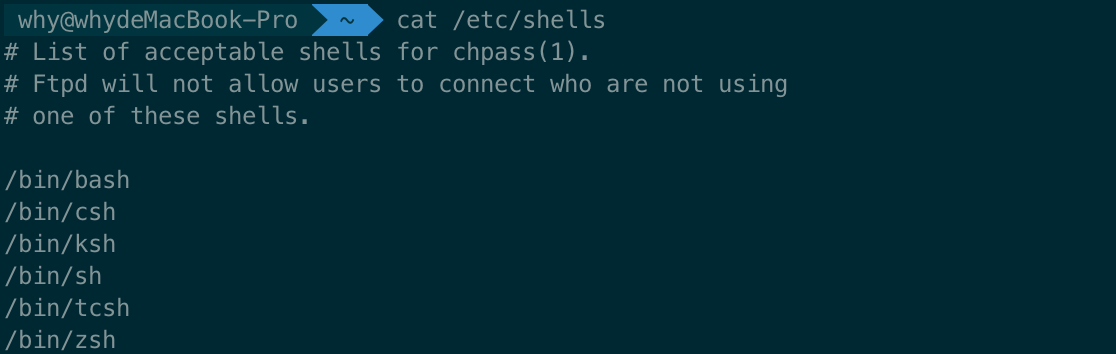 why@whydeMacBook-Pro ~ cat /etc/shells
# List of acceptable shells for chpass(1).
# Ftpd will not allow users to connect who are not using
# one of these shells.
/bin/bash
/bin/csh
/bin/ksh
/bin/sh
/bin/tcsh
/bin/zsh